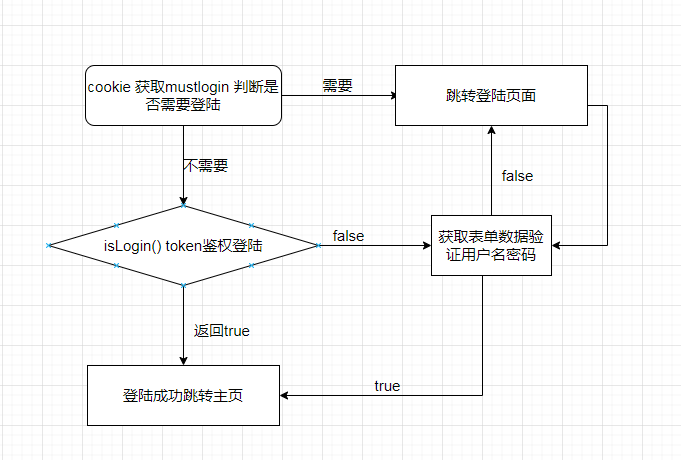 cookie 获取mustlogin 判断是
否需要登陆
需要
跳转登陆页面
不需要
false
isLogin() token鉴权登陆
false
获取表单数据验
证用户名密码
返回true
登陆成功跳转主页
true